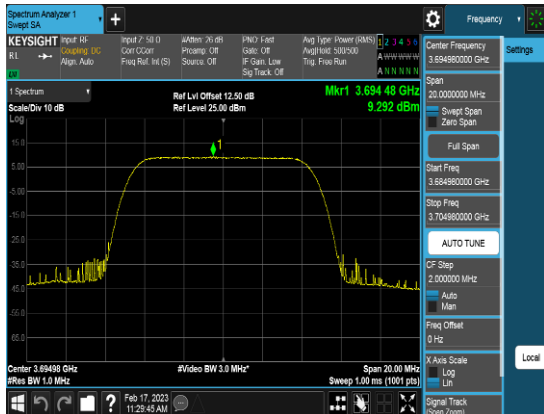 Spectrum Analyzer 1
Swept SA
+
Frequency
KEYSIGHT
Input: RF
Coupling: DC
Align: Auto
Input Z: 50 Ω
Corr CCorr
Freq Ref: Int (S)
#Atten: 26 dB
Preamp: Off
Source: Off
PNO: Fast
Gate: Off
IF Gain: Low
Sig Track: Off
Avg Type: Power (RMS)
Avg|Hold: 500/500
Trig: Free Run
1 2 3 4 5 6
A W W W W W
A N N N N N
RL
1 Spectrum
Scale/Div 10 dB
Log
Ref Lvl Offset 12.50 dB
Ref Level 25.00 dBm
Mkr1 3.694 48 GHz
9.292 dBm
1
15.0
5.00
-5.00
-15.0
-25.0
-35.0
-45.0
-55.0
-65.0
Center 3.69498 GHz
#Res BW 1.0 MHz
#Video BW 3.0 MHz*
Span 20.00 MHz
Sweep 1.00 ms (1001 pts)
Feb 17, 2023
11:29:45 AM
Center Frequency
3.694980000 GHz
Span
20.0000000 MHz
Swept Span
Zero Span
Full Span
Start Freq
3.684980000 GHz
Stop Freq
3.704980000 GHz
AUTO TUNE
CF Step
2.000000 MHz
Auto
Man
Freq Offset
0 Hz
X Axis Scale
Log
Lin
Signal Track
(Span Zoom)
Settings
Local